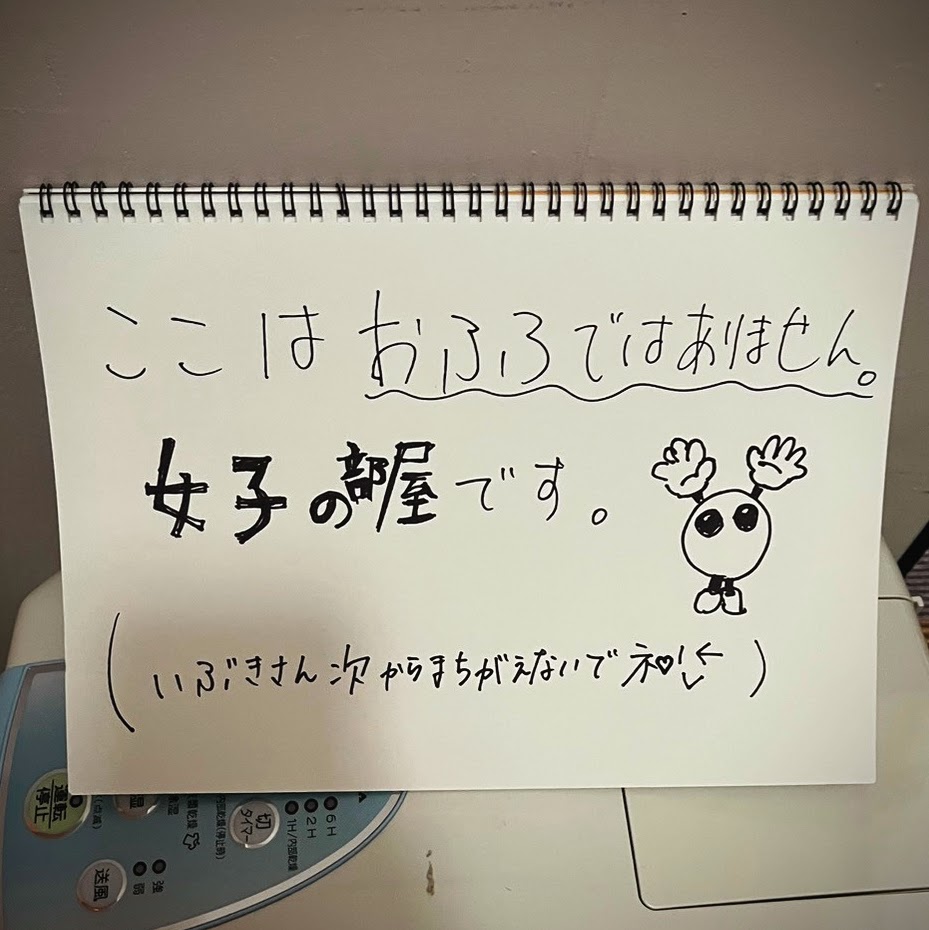 ここはおふろではありません。
女子の部屋です。
(いぶきさん次からまちがえないでネ♡!←)
運転
停止
(点滅)
切
タイマー
6H
2H
1H/内部乾燥
内部乾燥(停止時)
送風
強
弱